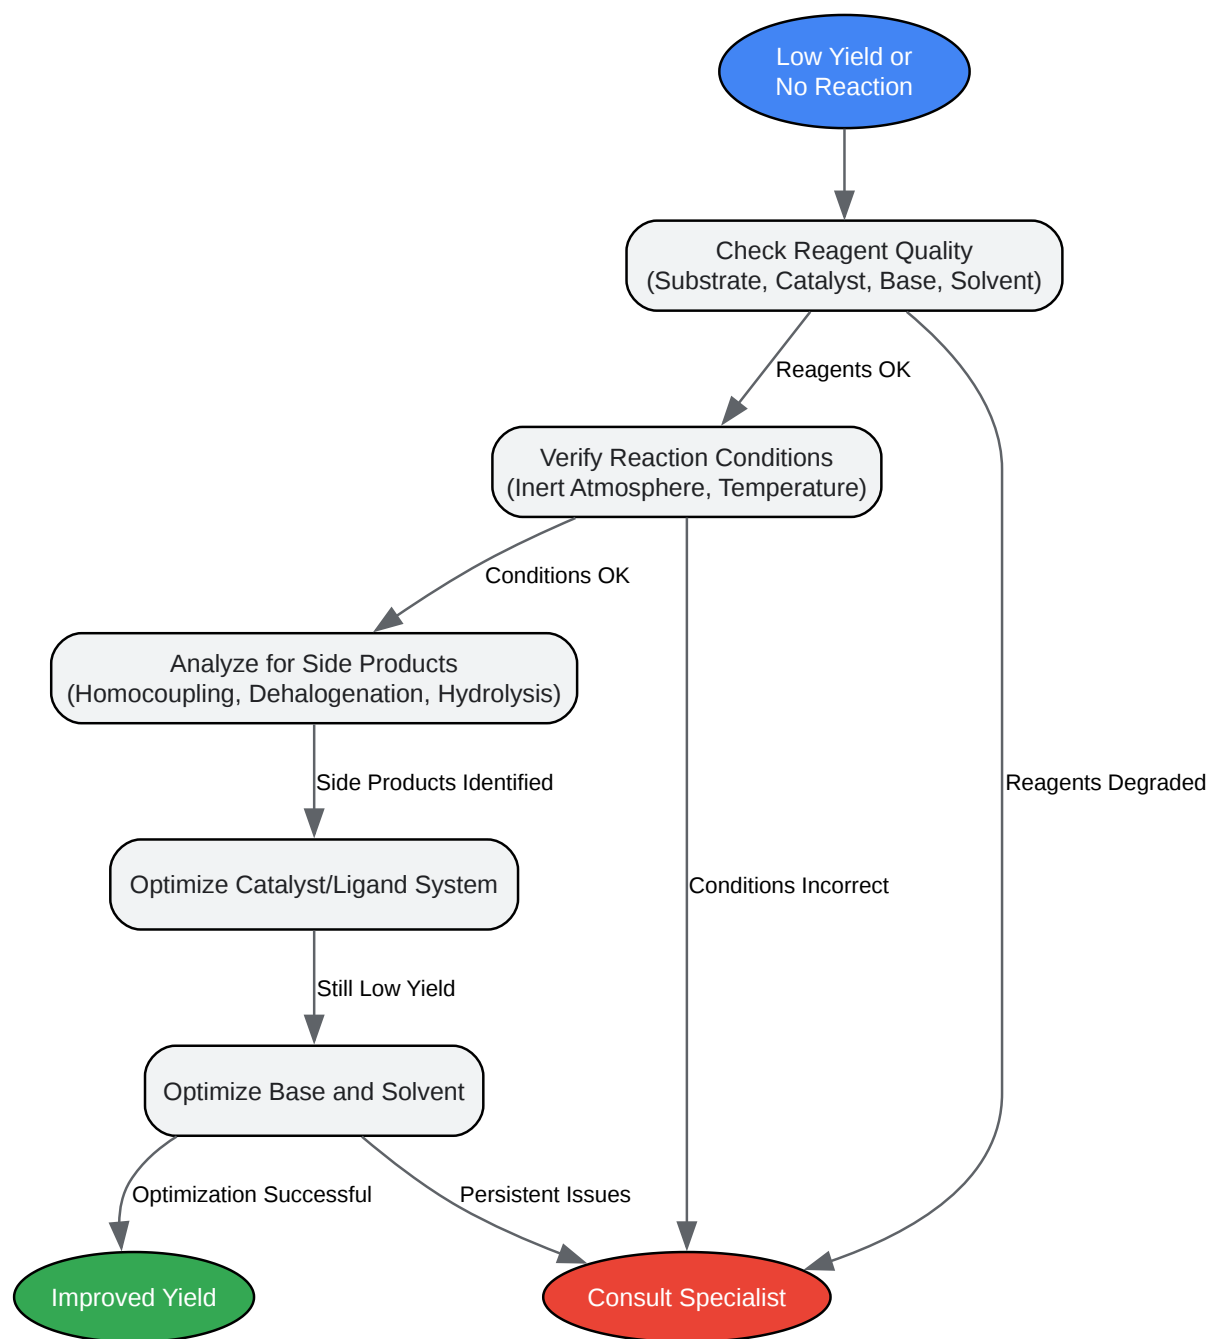 Low Yield or
No Reaction
Check Reagent Quality
(Substrate, Catalyst, Base, Solvent)
Reagents OK
Verify Reaction Conditions
(Inert Atmosphere, Temperature)
Conditions OK
Analyze for Side Products
(Homocoupling, Dehalogenation, Hydrolysis)
Side Products Identified
Reagents Degraded
Optimize Catalyst/Ligand System
Conditions Incorrect
Still Low Yield
Optimize Base and Solvent
Optimization Successful
Persistent Issues
Improved Yield
Consult Specialist